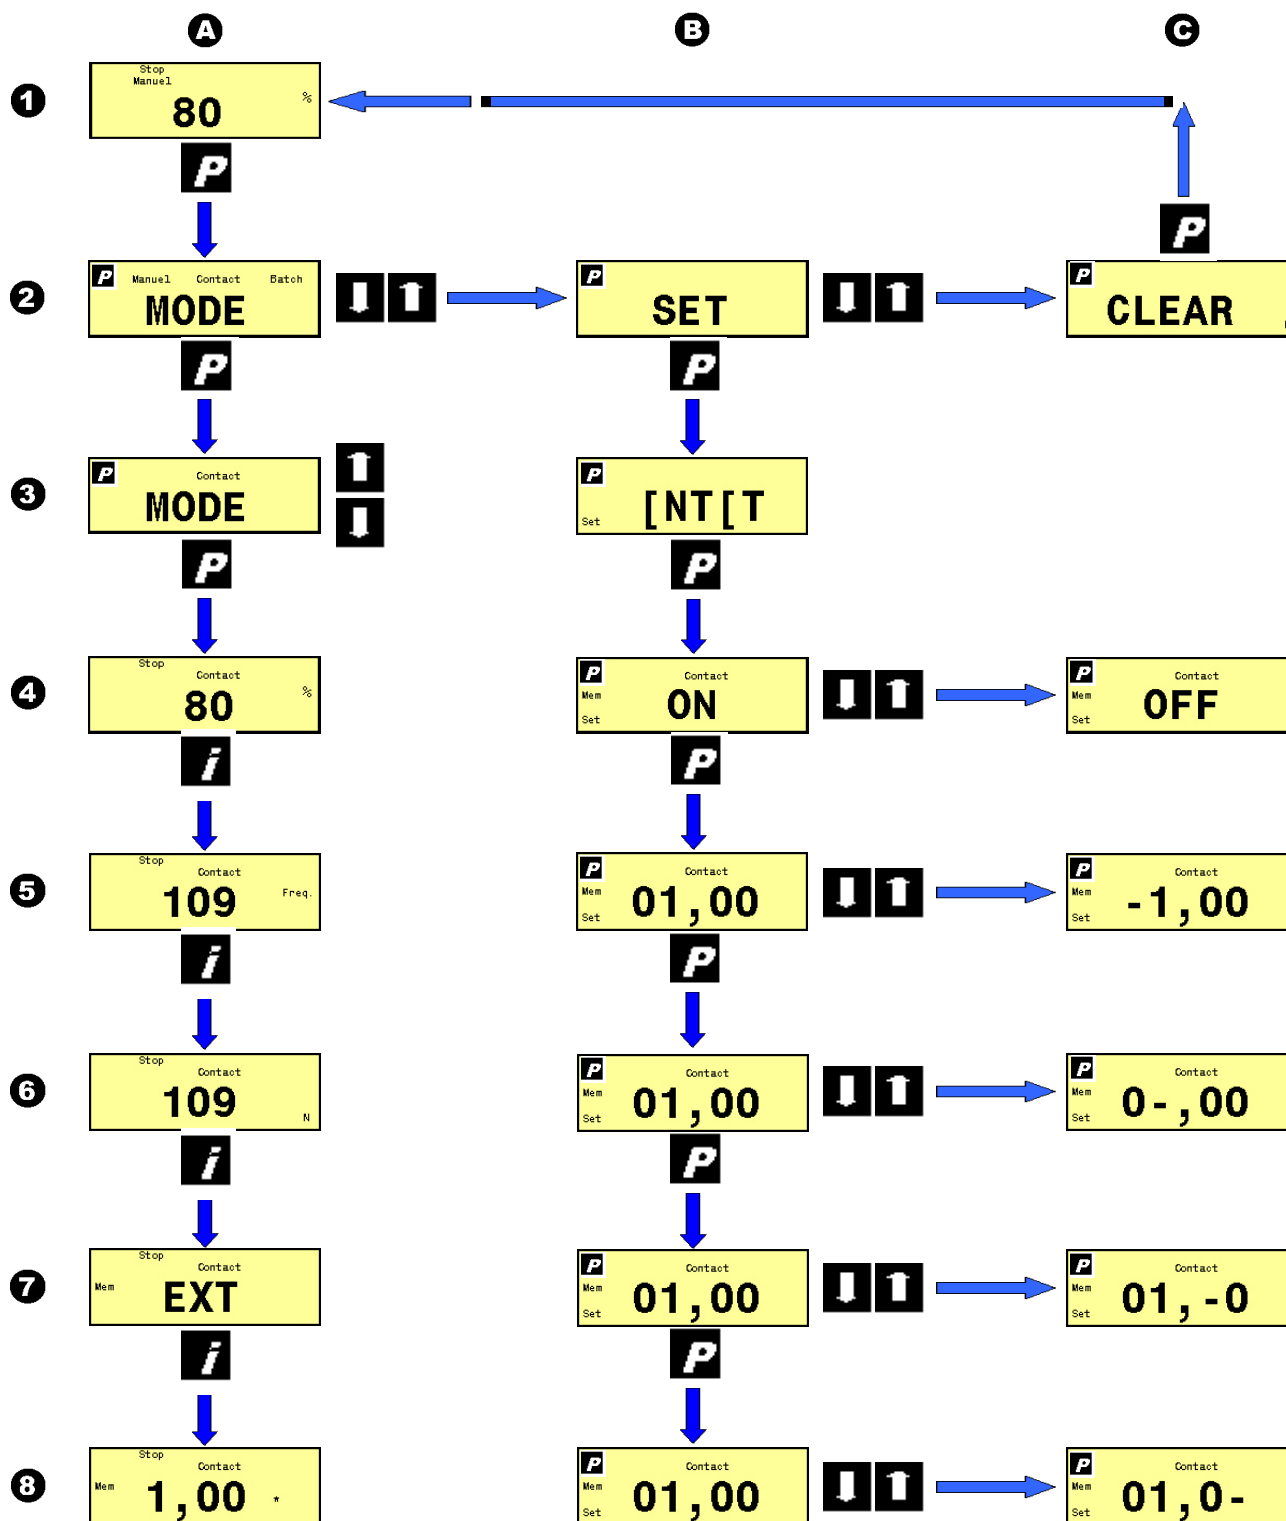 A B C
1
Stop
Manuel
80 %
P
P
2
P Manuel Contact Batch
MODE
P
SET
P
CLEAR
P
P
3
P Contact
MODE
P
Set [NT[T
P
P
4
Stop
Contact
80 %
P Contact
Mem ON
Set
P Contact
Mem OFF
Set
i
P
5
Stop
Contact
109 Freq.
P Contact
Mem 01,00
Set
P Contact
Mem -1,00
Set
i
P
6
Stop
Contact
109 N
P Contact
Mem 01,00
Set
P Contact
Mem 0-,00
Set
i
P
7
Stop
Contact
Mem EXT
P Contact
Mem 01,00
Set
P Contact
Mem 01,-0
Set
i
P
8
Stop
Contact
Mem 1,00 *
P Contact
Mem 01,00
Set
P Contact
Mem 01,0-
Set